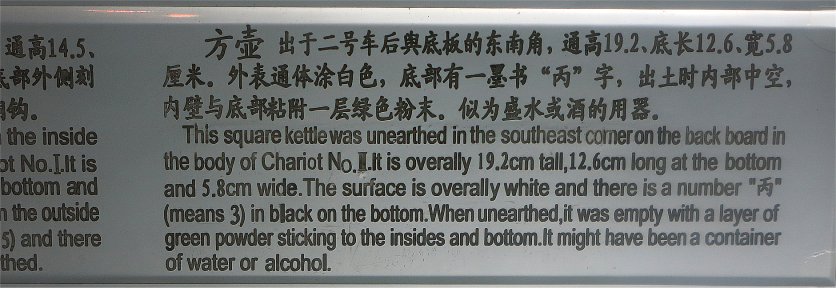 通高14.5、
底部外侧刻
the inside
ot No.Ⅰ.It is
bottom and
n the outside
5) and there
thed.
方壶 出于二号车后舆底板的东南角，通高19.2、底长12.6、宽5.8
厘米。外表通体涂白色，底部有一墨书“丙”字，出土时内部中空，
内壁与底部粘附一层绿色粉末。似为盛水或酒的用器。
This square kettle was unearthed in the southeast corner on the back board in
the body of Chariot No.Ⅱ.It is overally 19.2cm tall,12.6cm long at the bottom
and 5.8cm wide.The surface is overally white and there is a number "丙"
(means 3) in black on the bottom.When unearthed,it was empty with a layer of
green powder sticking to the insides and bottom.It might have been a container
of water or alcohol.